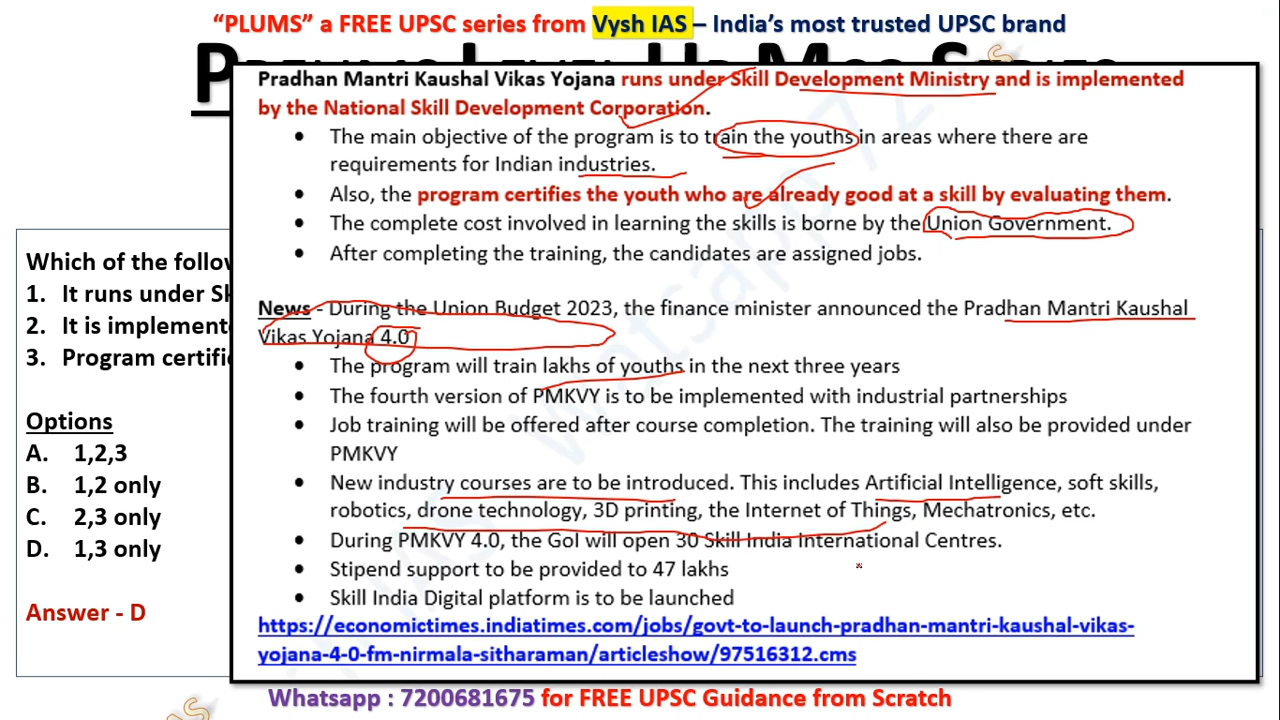 “PLUMS” a FREE UPSC series from Vysh IAS – India’s most trusted UPSC brand
Pradhan Mantri Kaushal Vikas Yojana runs under Skill Development Ministry and is implemented
by the National Skill Development Corporation.
• The main objective of the program is to train the youths in areas where there are
requirements for Indian industries.
• Also, the program certifies the youth who are already good at a skill by evaluating them.
• The complete cost involved in learning the skills is borne by the Union Government.
• After completing the training, the candidates are assigned jobs.
News - During the Union Budget 2023, the finance minister announced the Pradhan Mantri Kaushal
Vikas Yojana 4.0
• The program will train lakhs of youths in the next three years
• The fourth version of PMKVY is to be implemented with industrial partnerships
• Job training will be offered after course completion. The training will also be provided under
PMKVY
• New industry courses are to be introduced. This includes Artificial Intelligence, soft skills,
robotics, drone technology, 3D printing, the Internet of Things, Mechatronics, etc.
• During PMKVY 4.0, the GoI will open 30 Skill India International Centres.
• Stipend support to be provided to 47 lakhs
• Skill India Digital platform is to be launched
https://economictimes.indiatimes.com/jobs/govt-to-launch-pradhan-mantri-kaushal-vikas-
yojana-4-0-fm-nirmala-sitharaman/articleshow/97516312.cms
Which of the follow
1. It runs under Sk
2. It is implement
3. Program certifi
Options
A. 1,2,3
B. 1,2 only
C. 2,3 only
D. 1,3 only
Answer - D
Whatsapp : 7200681675 for FREE UPSC Guidance from Scratch